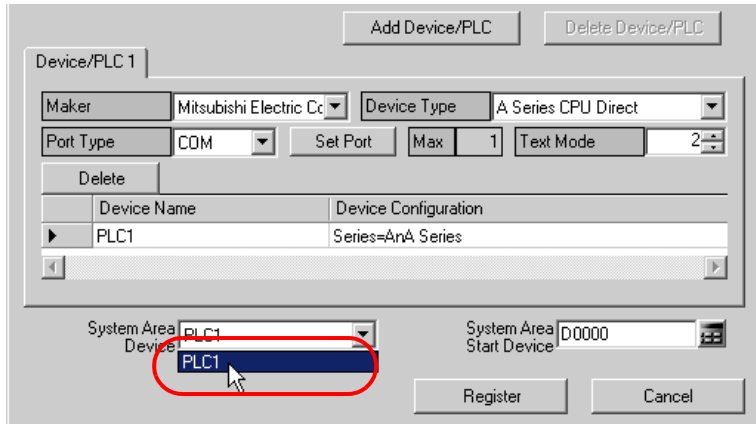 Add Device/PLC Delete Device/PLC
Device/PLC 1
Maker Mitsubishi Electric Device Type A Series CPU Direct
Port Type COM Set Port Max 1 Text Mode 2
Delete
Device Name Device Configuration
PLC1 Series=AnA Series
System Area Device PLC1 System Area Start Device D0000
PLC1
Register Cancel